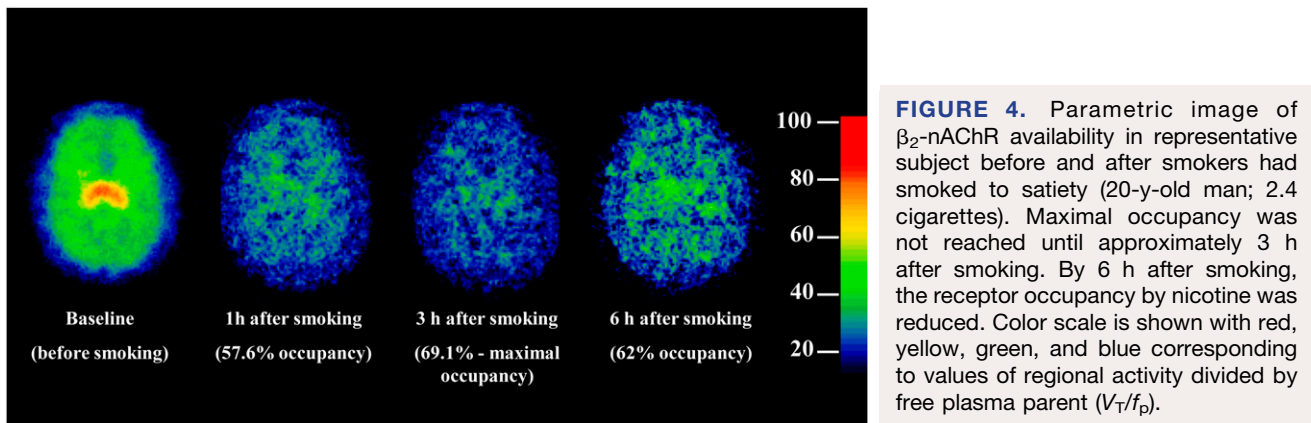 100
80
60
40
20
Baseline
(before smoking)
1h after smoking
(57.6% occupancy)
3 h after smoking
(69.1% - maximal
occupancy)
6 h after smoking
(62% occupancy)
FIGURE 4. Parametric image of
β₂-nAChR availability in representative
subject before and after smokers had
smoked to satiety (20-y-old man; 2.4
cigarettes). Maximal occupancy was
not reached until approximately 3 h
after smoking. By 6 h after smoking,
the receptor occupancy by nicotine was
reduced. Color scale is shown with red,
yellow, green, and blue corresponding
to values of regional activity divided by
free plasma parent (V_T/f_p).